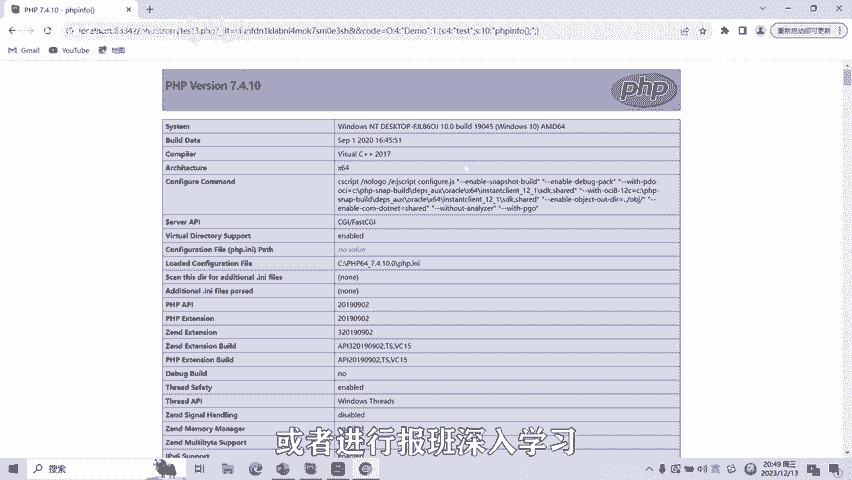 PHP 7.4.10 - phpinfo()
code=O:4:"Demo":1:{s:4:"test";s:10:"phpinfo();";}
重新启动即可更新
Gmail YouTube 地图
PHP Version 7.4.10
php
System Windows NT DESKTOP-FJL86OJ 10.0 build 19045 (Windows 10) AMD64
Build Date Sep 1 2020 16:45:51
Compiler Visual C++ 2017
Architecture x64
Configure Command cscript /nologo /e:jscript configure.js "--enable-snapshot-build" "--enable-debug-pack" "--with-pdo-
oci=c:\php-snap-build\deps_aux\oracle\x64\instantclient_12_1\sdk,shared" "--with-oci8-12c=c:\php-
snap-build\deps_aux\oracle\x64\instantclient_12_1\sdk,shared" "--enable-object-out-dir=../obj/" "--
enable-com-dotnet=shared" "--without-analyzer" "--with-pgo"
Server API CGI/FastCGI
Virtual Directory Support enabled
Configuration File (php.ini) Path no value
Loaded Configuration File C:\PHP64_7.4.10.0\php.ini
Scan this dir for additional .ini files (none)
Additional .ini files parsed (none)
PHP API 20190902
PHP Extension 20190902
Zend Extension 320190902
Zend Extension Build API320190902,TS,VC15
PHP Extension Build API20190902,TS,VC15
Debug Build no
Thread Safety enabled
Thread API Windows Threads
Zend Signal Handling disabled
Zend Memory Manager
Zend Multibyte Support
IPv6 Support
或者进行报班深入学习
搜索
20:49 周三
2023/12/13